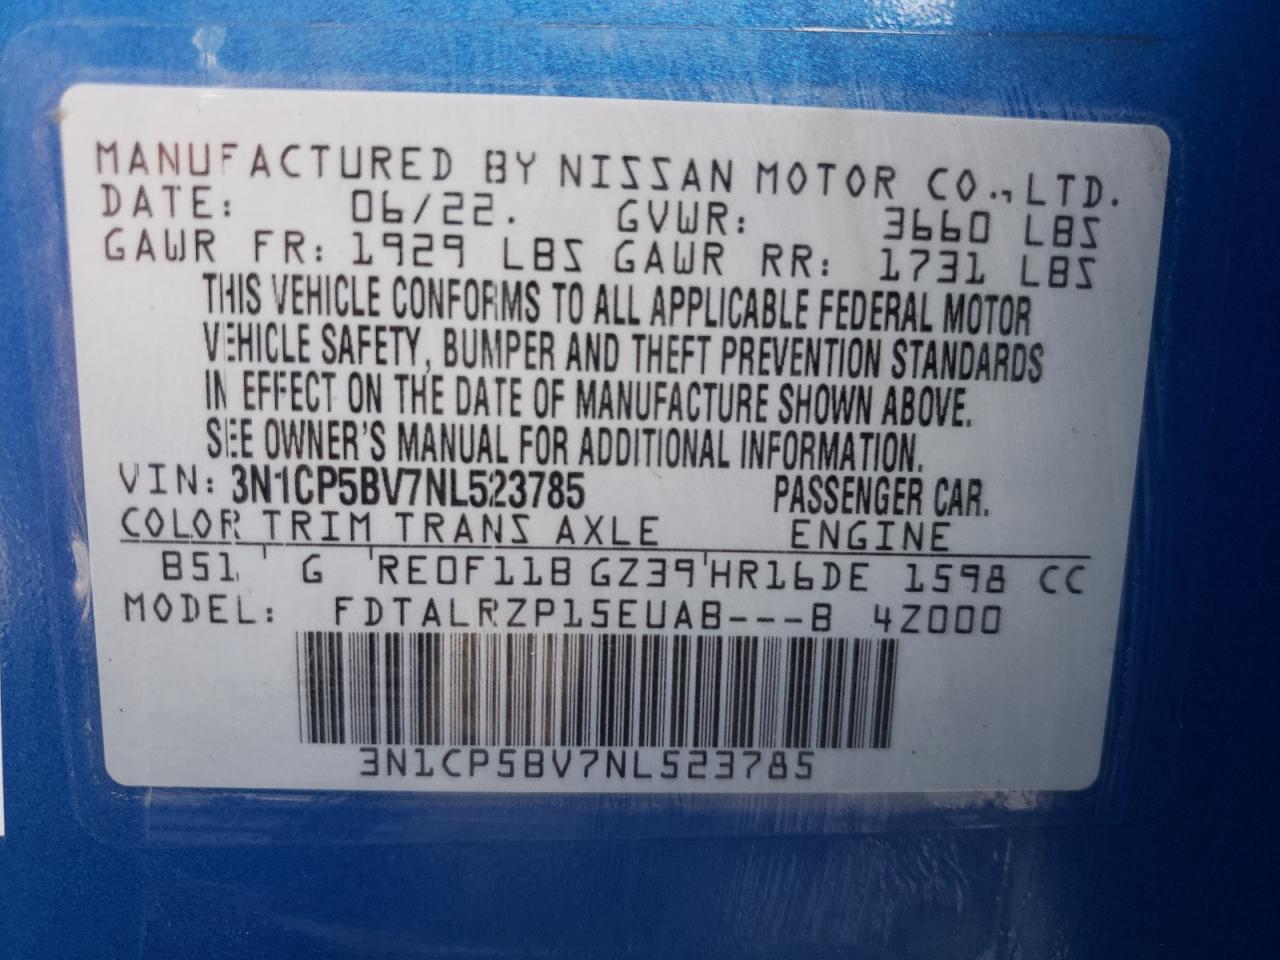 MANUFACTURED BY NISSAN MOTOR CO.,LTD.
DATE: 06/22. GVWR: 3660 LBS
GAWR FR: 1929 LBS GAWR RR: 1731 LBS
THIS VEHICLE CONFORMS TO ALL APPLICABLE FEDERAL MOTOR
VEHICLE SAFETY, BUMPER AND THEFT PREVENTION STANDARDS
IN EFFECT ON THE DATE OF MANUFACTURE SHOWN ABOVE.
SEE OWNER'S MANUAL FOR ADDITIONAL INFORMATION.
VIN: 3N1CP5BV7NL523785 PASSENGER CAR.
COLOR TRIM TRANS AXLE ENGINE
B51 G RE0F11B GZ39 HR16DE 1598 CC
MODEL: FDTALRZP15EUAB---B 4Z000
3N1CP5BV7NL523785